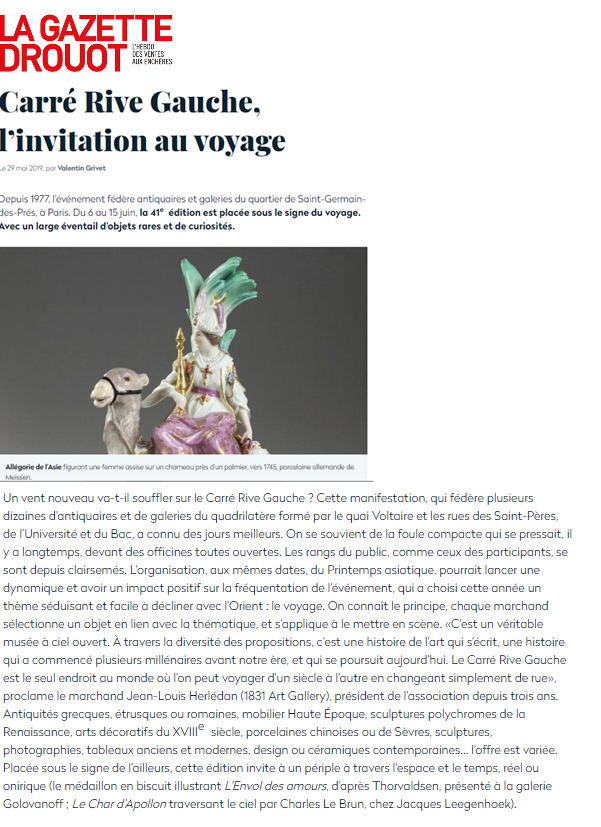 LA GAZETTE
DROUOT
L'HEBDO
DES VENTES
AUX ENCHÈRES
Carré Rive Gauche,
l'invitation au voyage
Le 29 mai 2019, par Valentin Grivet
Depuis 1977, l'événement fédère antiquaires et galeries du quartier de Saint-Germain-
des-Prés, à Paris. Du 6 au 15 juin, la 41e édition est placée sous le signe du voyage.
Avec un large éventail d'objets rares et de curiosités.
Allégorie de l'Asie figurant une femme assise sur un chameau près d'un palmier, vers 1745, porcelaine allemande de
Meissen.
Un vent nouveau va-t-il souffler sur le Carré Rive Gauche ? Cette manifestation, qui fédère plusieurs
dizaines d'antiquaires et de galeries du quadrilatère formé par le quai Voltaire et les rues des Saint-Pères,
de l'Université et du Bac, a connu des jours meilleurs. On se souvient de la foule compacte qui se pressait, il
y a longtemps, devant des officines toutes ouvertes. Les rangs du public, comme ceux des participants, se
sont depuis clairsemés. L'organisation, aux mêmes dates, du Printemps asiatique, pourrait lancer une
dynamique et avoir un impact positif sur la fréquentation de l'événement, qui a choisi cette année un
thème séduisant et facile à décliner avec l'Orient : le voyage. On connaît le principe, chaque marchand
sélectionne un objet en lien avec la thématique, et s'applique à le mettre en scène. «C'est un véritable
musée à ciel ouvert. À travers la diversité des propositions, c'est une histoire de l'art qui s'écrit, une histoire
qui a commencé plusieurs millénaires avant notre ère, et qui se poursuit aujourd'hui. Le Carré Rive Gauche
est le seul endroit au monde où l'on peut voyager d'un siècle à l'autre en changeant simplement de rue»,
proclame le marchand Jean-Louis Herlédan (1831 Art Gallery), président de l'association depuis trois ans.
Antiquités grecques, étrusques ou romaines, mobilier Haute Époque, sculptures polychromes de la
Renaissance, arts décoratifs du XVIIIe siècle, porcelaines chinoises ou de Sèvres, sculptures,
photographies, tableaux anciens et modernes, design ou céramiques contemporaines... l'offre est variée.
Placée sous le signe de l'ailleurs, cette édition invite à un périple à travers l'espace et le temps, réel ou
onirique (le médaillon en biscuit illustrant L'Envol des amours, d'après Thorvaldsen, présenté à la galerie
Golovanoff ; Le Char d'Apollon traversant le ciel par Charles Le Brun, chez Jacques Leegenhoek).